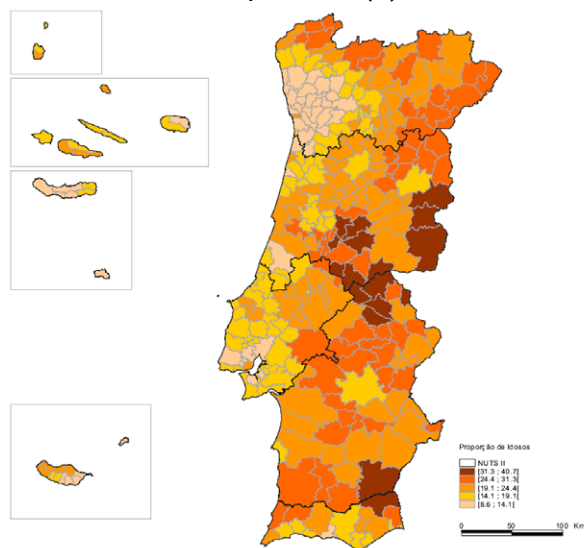 Proporção de Idosos
NUTS II
[31.3 ; 40.7[
[24.4 ; 31.3[
[19.1 ; 24.4[
[14.1 ; 19.1[
[8.6 ; 14.1[
0 50 100 Km